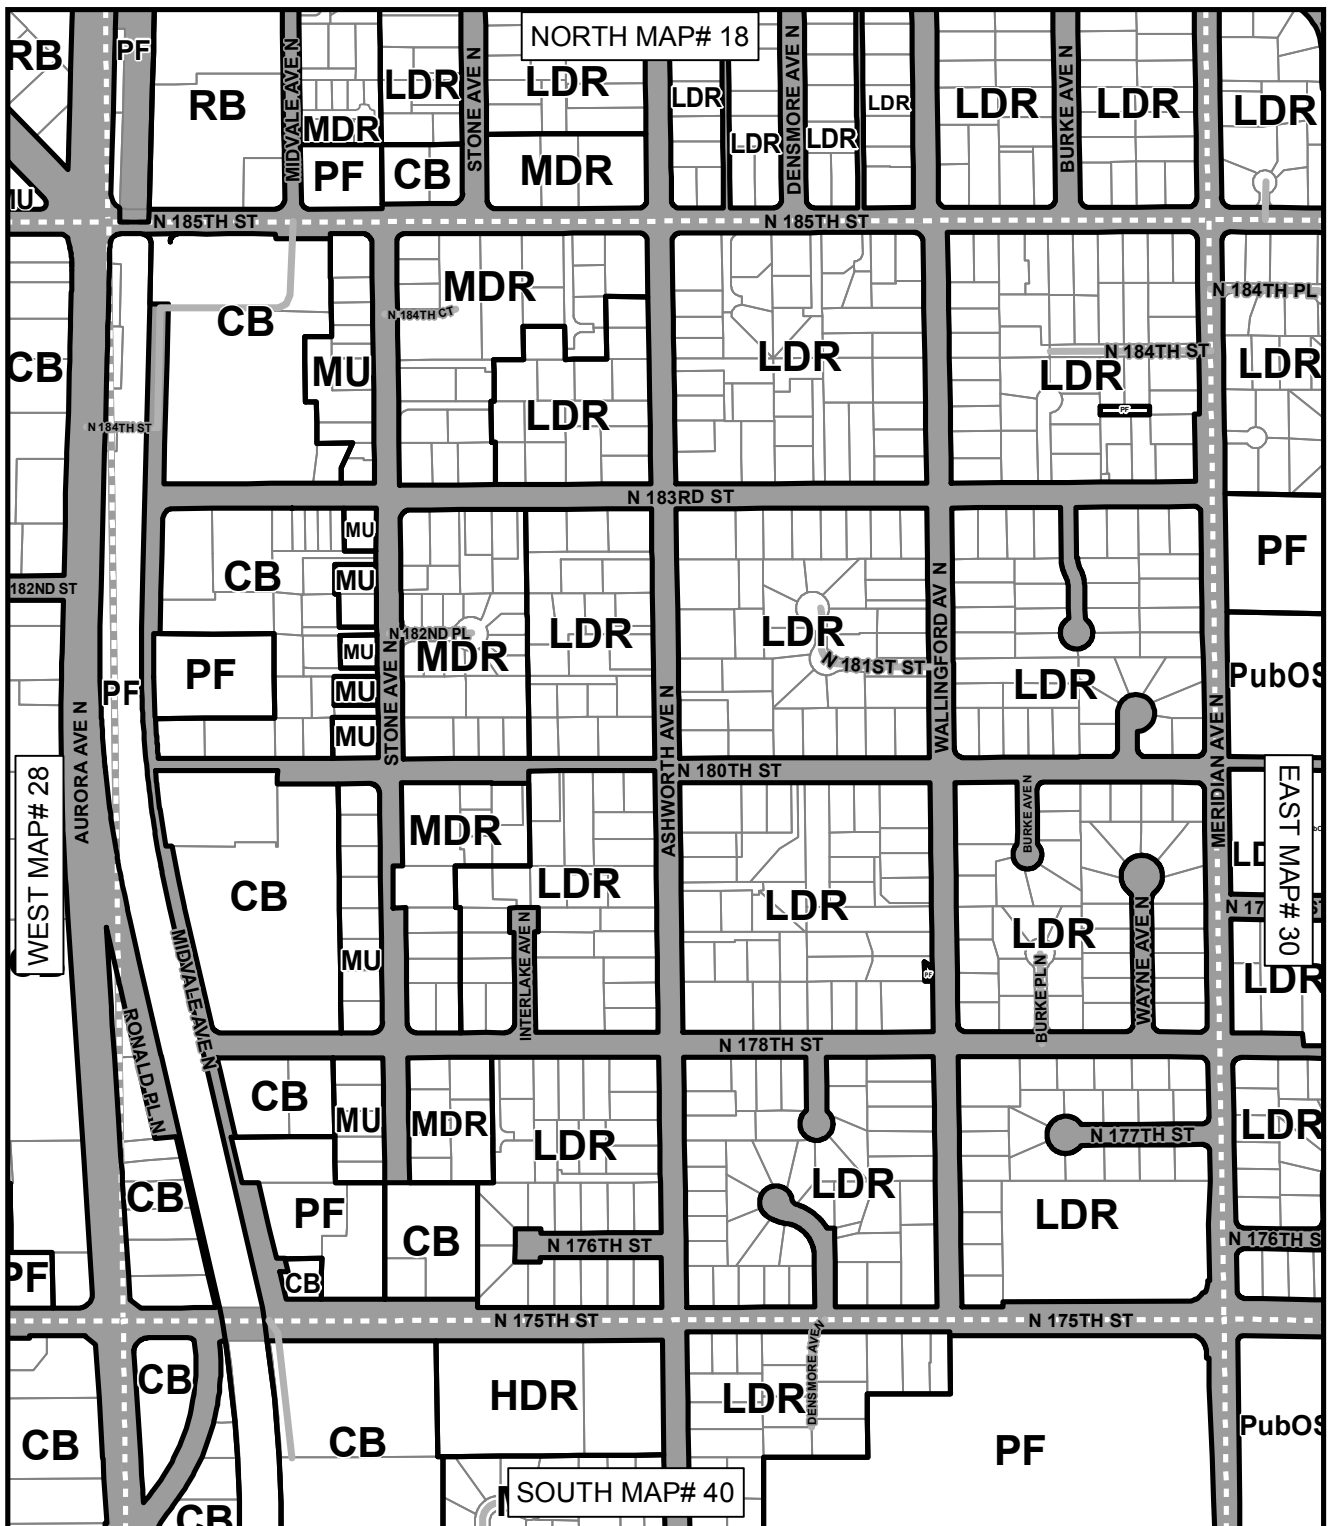 NORTH MAP# 18
RB
PF
RB
MIDVALE AVE N
LDR
MDR
PF
CB
STONE AVE N
LDR
MDR
LDR
LDR
DENSMORE AVE N
LDR
LDR
LDR
BURKE AVE N
LDR
LDR
MU
N 185TH ST
N 185TH ST
CB
CB
MU
MDR
N 184TH CT
LDR
LDR
N 184TH ST
LDR
PF
N 184TH PL
LDR
N 184TH ST
N 183RD ST
182ND ST
CB
MU
MU
MU
MU
MU
PF
PF
AURORA AVE N
STONE AVE N
N 182ND PL
MDR
LDR
ASHWORTH AVE N
LDR
N 181ST ST
WALLINGFORD AV N
LDR
MERIDIAN AVE N
PF
PubOS
N 180TH ST
WEST MAP# 28
CB
MU
MDR
LDR
INTERLAKE AVE N
LDR
PF
BURKE AVE N
LDR
BURKE PL N
WAYNE AVE N
EAST MAP# 30
LD
N 17
ST
LDR
MIDVALE AVE N
RONALD PL N
N 178TH ST
CB
MU
MDR
LDR
LDR
N 177TH ST
LDR
LDR
CB
PF
CB
CB
N 176TH ST
N 176TH S
PF
N 175TH ST
N 175TH ST
CB
CB
CB
HDR
LDR
DENSMORE AVE N
PF
PubOS
CB
SOUTH MAP# 40